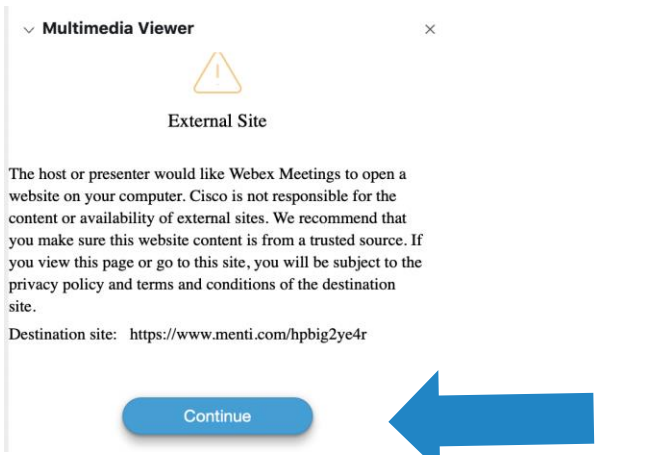 Multimedia Viewer
External Site
The host or presenter would like Webex Meetings to open a
website on your computer. Cisco is not responsible for the
content or availability of external sites. We recommend that
you make sure this website content is from a trusted source. If
you view this page or go to this site, you will be subject to the
privacy policy and terms and conditions of the destination
site.
Destination site: https://www.menti.com/hpbig2ye4r
Continue